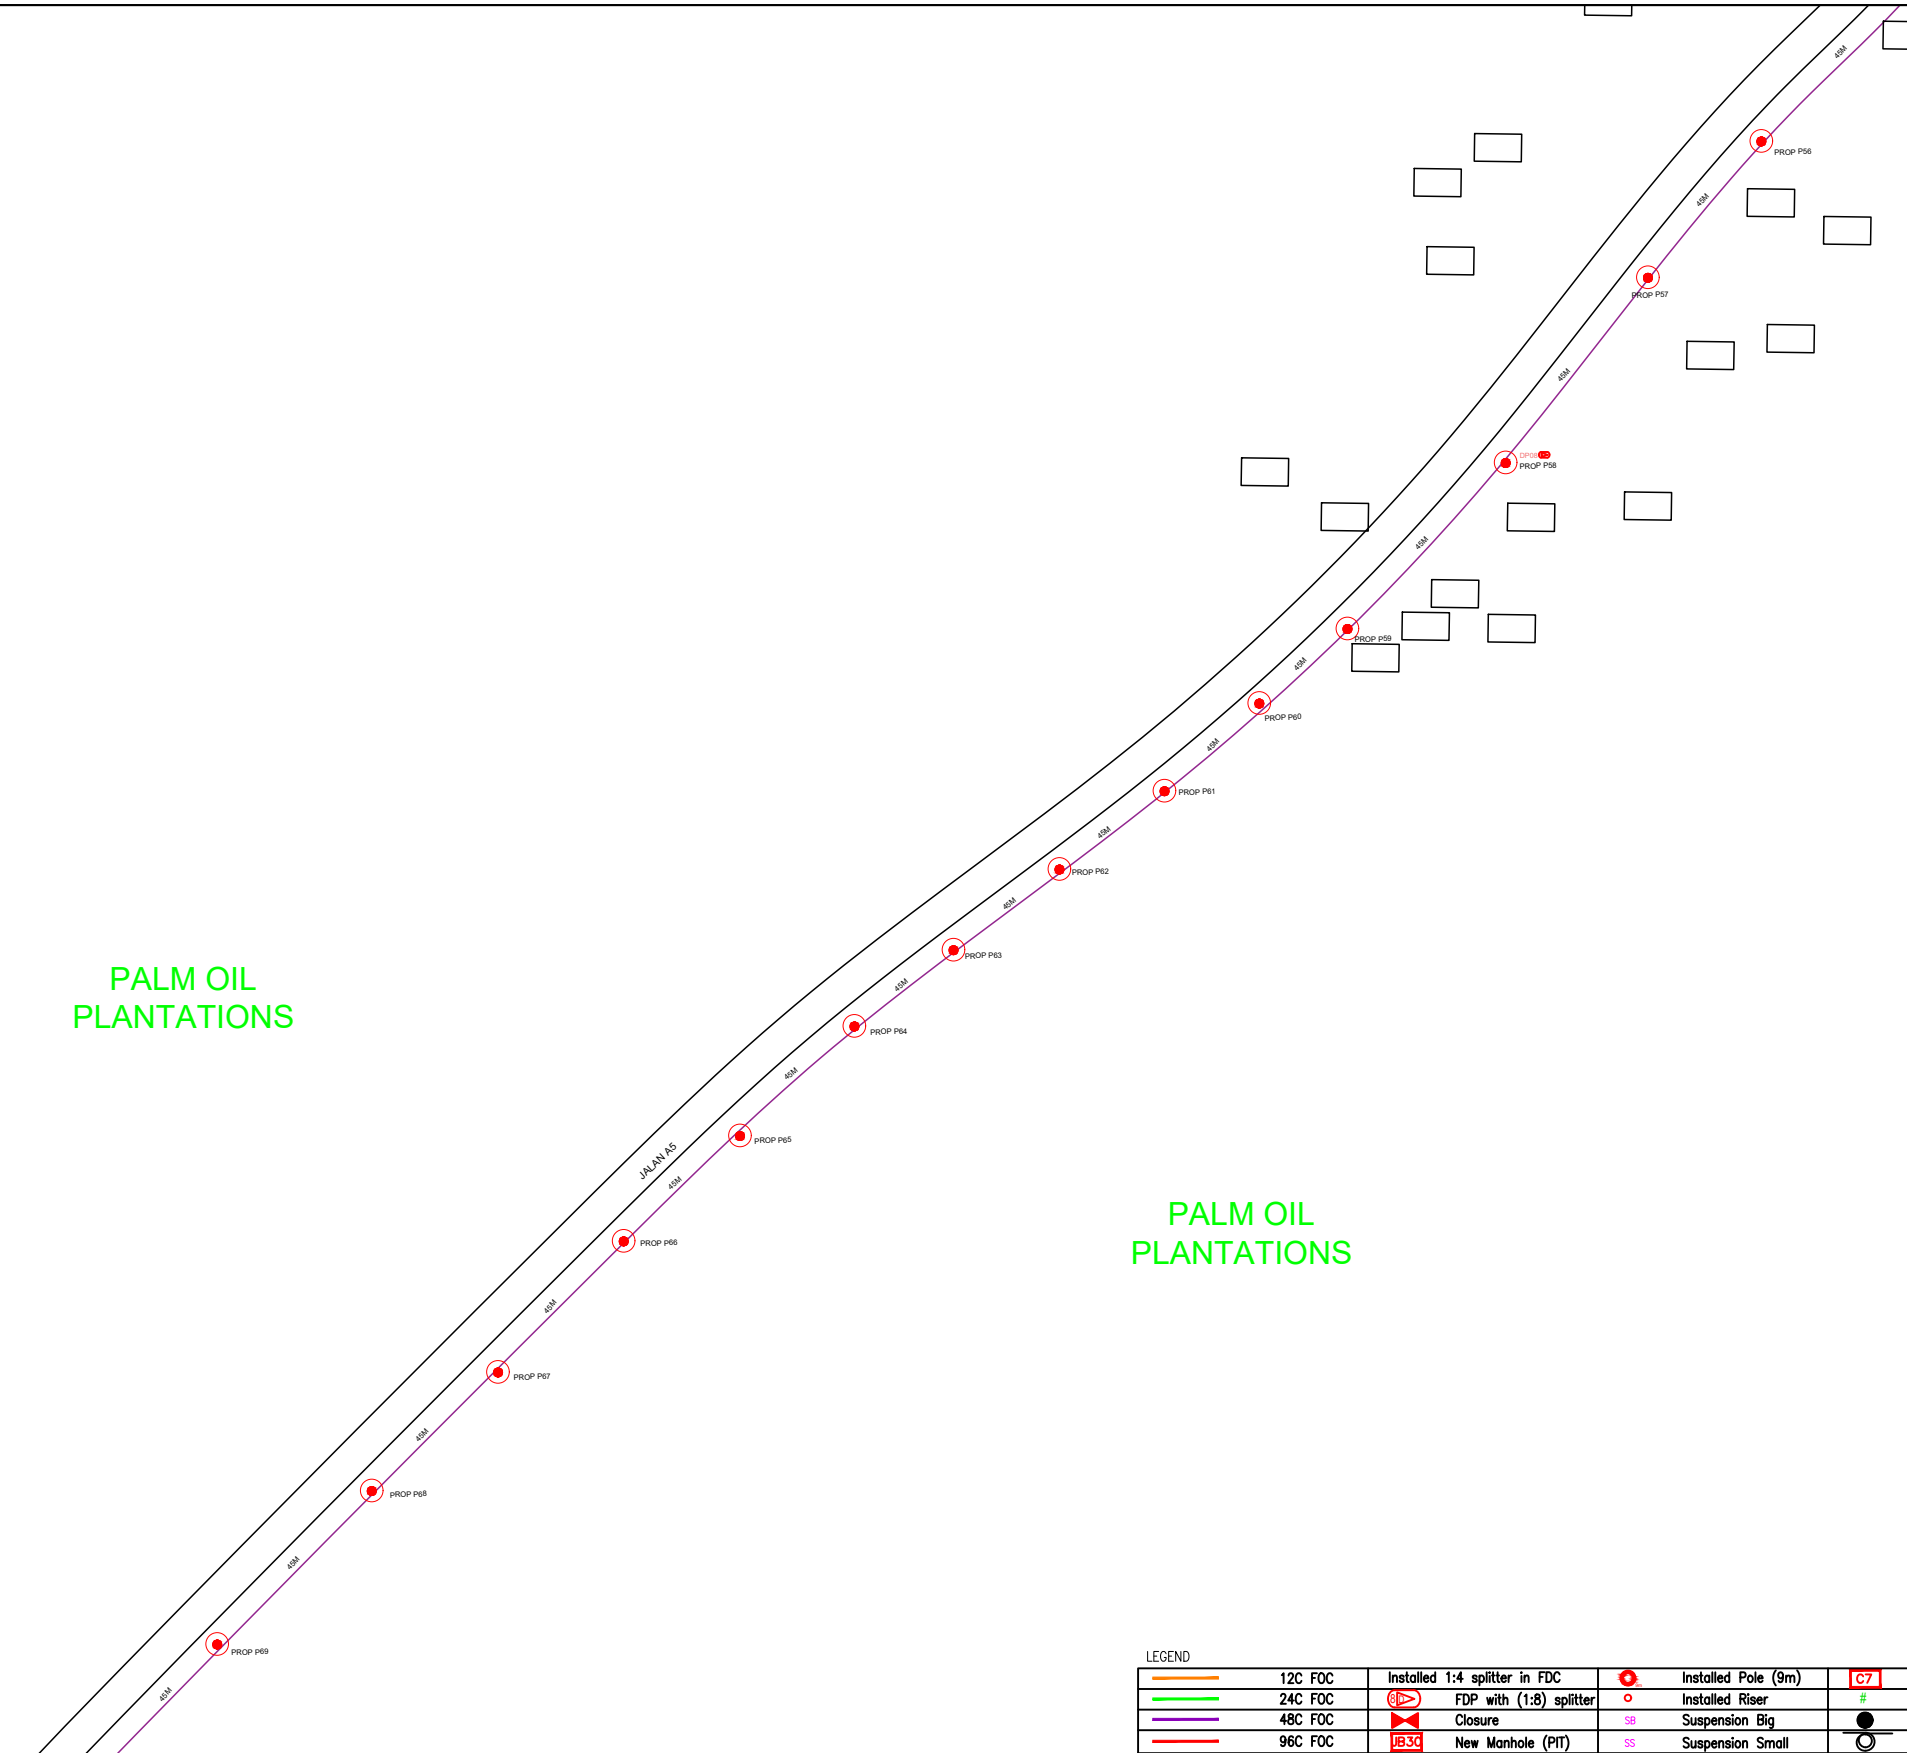 45M
PROP P56
45M
PROP P57
45M
DP08
PROP P58
45M
PROP P59
45M
PROP P60
45M
PROP P61
45M
PROP P62
45M
PROP P63
PALM OIL
PLANTATIONS
45M
PROP P64
45M
PROP P65
JALAN A5
45M
PALM OIL
PLANTATIONS
PROP P66
45M
PROP P67
45M
PROP P68
45M
PROP P69
45M
LEGEND
12C FOC Installed 1:4 splitter in FDC Installed Pole (9m) C7
24C FOC FDP with (1:8) splitter Installed Riser #
48C FOC Closure SB Suspension Big
96C FOC JB30 New Manhole (PIT) SS Suspension Small